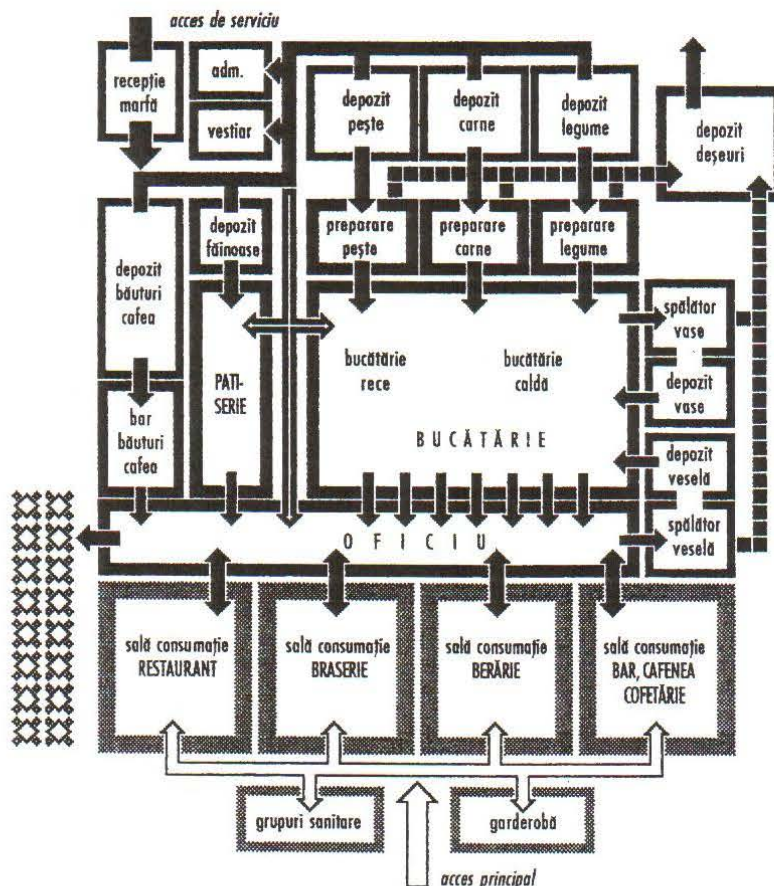 acces de serviciu
recepție
marfă
adm.
vestiar
depozit
pește
depozit
carne
depozit
legume
depozit
deșeuri
depozit
băuturi
cafea
depozit
făinoase
preparare
pește
preparare
carne
preparare
legume
PATI-
SERIE
bucătărie
rece
bucătărie
caldă
BUCĂTĂRIE
spălător
vase
depozit
vase
bar
băuturi
cafea
depozit
veselă
spălător
veselă
OFICIU
sală consumație
RESTAURANT
sală consumație
BRASERIE
sală consumație
BERĂRIE
sală consumație
BAR, CAFENEA
COFETĂRIE
grupuri sanitare
garderobă
acces principal